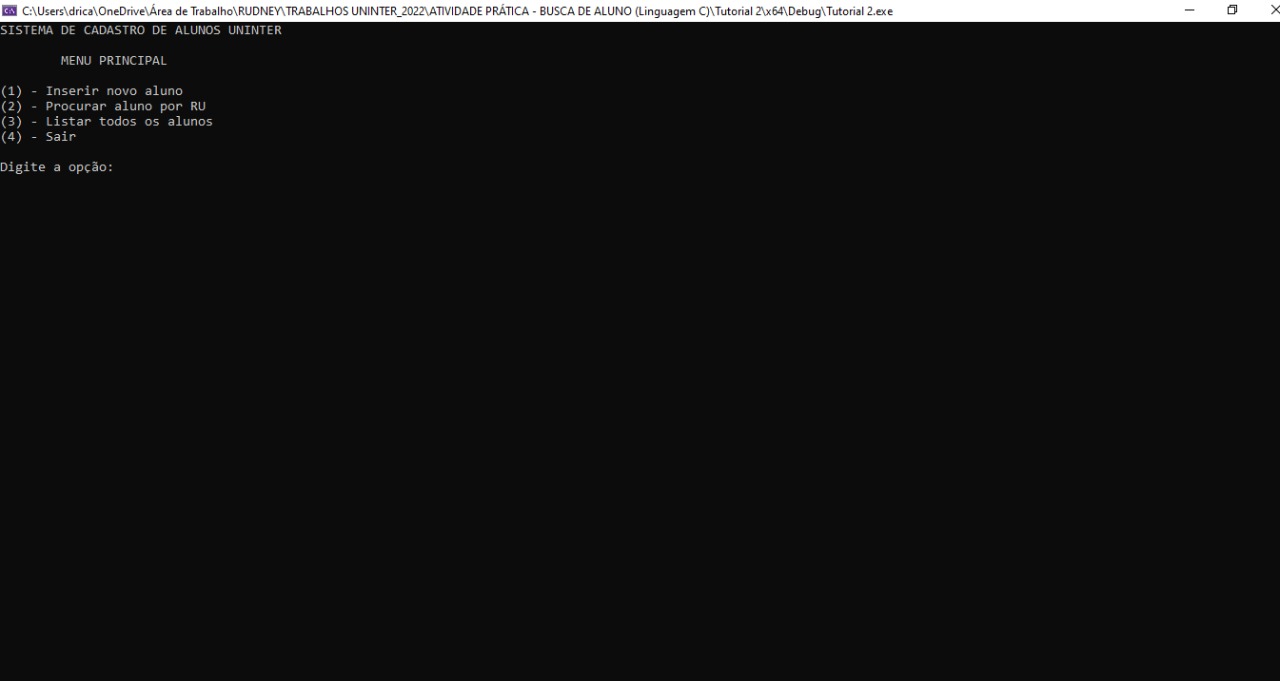 C:\Users\drica\OneDrive\Área de Trabalho\RUDNEY\TRABALHOS UNINTER_2022\ATIVIDADE PRÁTICA - BUSCA DE ALUNO (Linguagem C)\Tutorial 2\x64\Debug\Tutorial 2.exe
SISTEMA DE CADASTRO DE ALUNOS UNINTER
MENU PRINCIPAL
(1) - Inserir novo aluno
(2) - Procurar aluno por RU
(3) - Listar todos os alunos
(4) - Sair
Digite a opção: